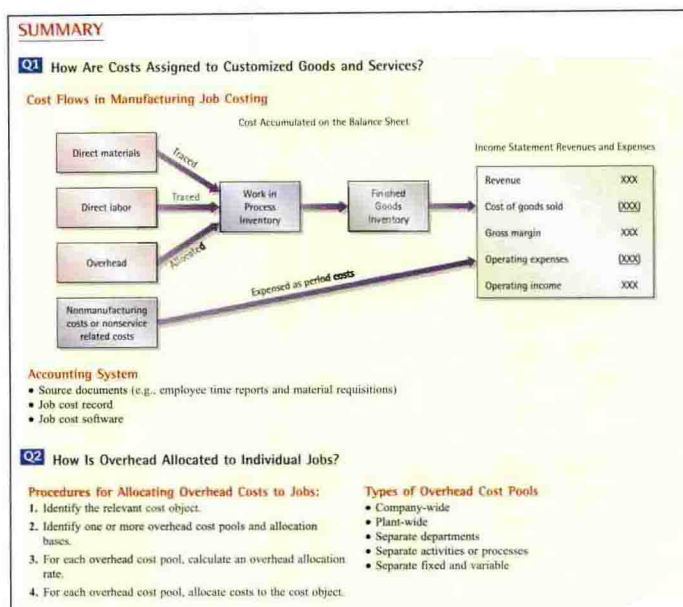 SUMMARY
Q1 How Are Costs Assigned to Customized Goods and Services?
Cost Flows in Manufacturing Job Costing
Cost Accumulated on the Balance Sheet
Income Statement Revenues and Expenses
Direct materials
Traced
Direct labor
Traced
Overhead
Allocated
Work in
Process
Inventory
Finished
Goods
Inventory
Revenue XXX
Cost of goods sold (XXX)
Gross margin XXX
Operating expenses (XXX)
Operating income XXX
Nonmanufacturing
costs or nonservice
related costs
Expensed as period costs
Accounting System
• Source documents (e.g., employee time reports and material requisitions)
• Job cost record
• Job cost software
Q2 How Is Overhead Allocated to Individual Jobs?
Procedures for Allocating Overhead Costs to Jobs:
1. Identify the relevant cost object.
2. Identify one or more overhead cost pools and allocation
bases.
3. For each overhead cost pool, calculate an overhead allocation
rate.
4. For each overhead cost pool, allocate costs to the cost object.
Types of Overhead Cost Pools
• Company-wide
• Plant-wide
• Separate departments
• Separate activities or processes
• Separate fixed and variable